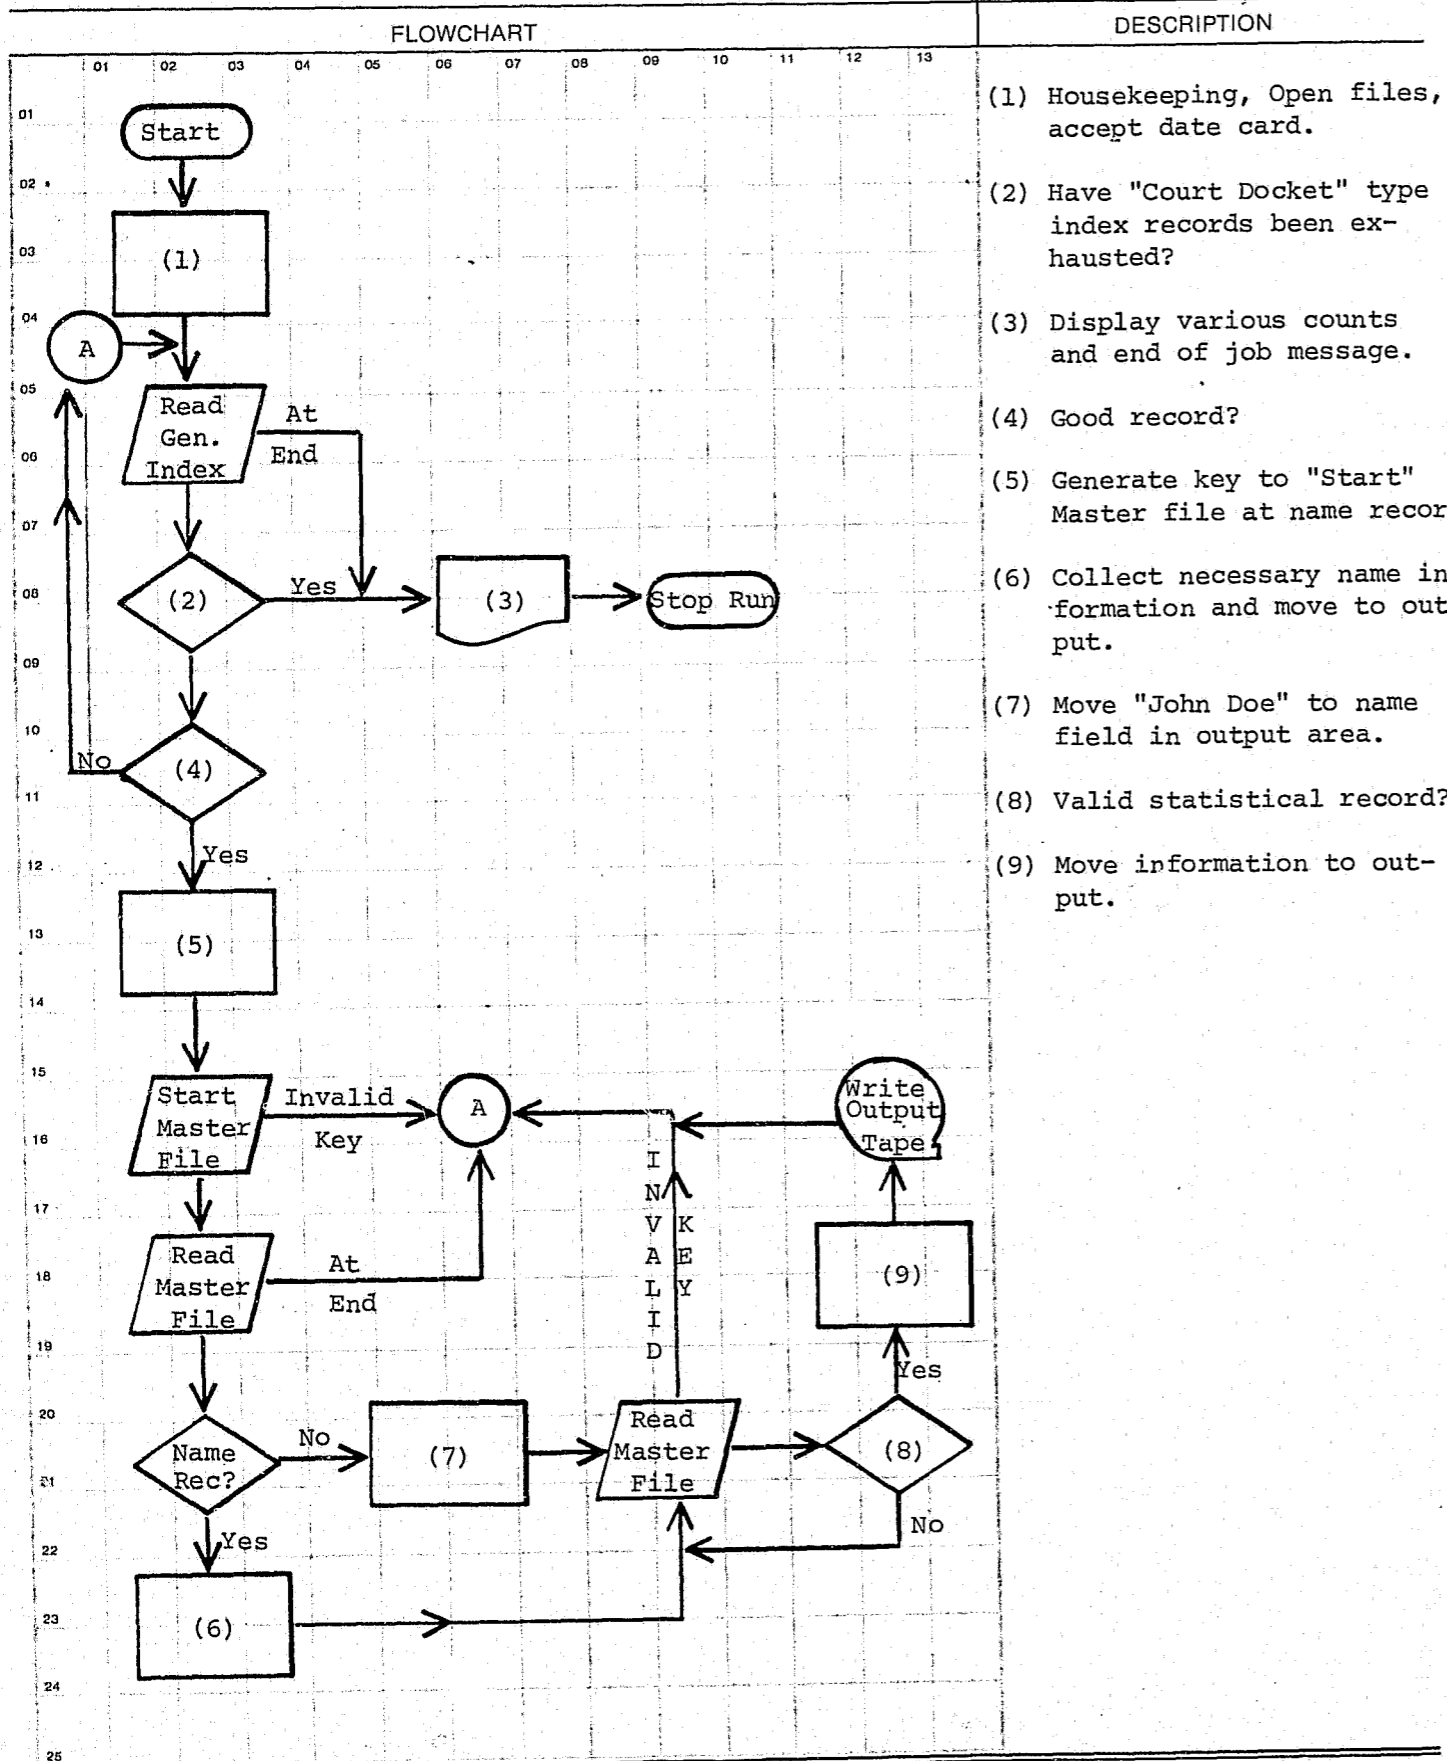 FLOWCHART
DESCRIPTION
01 02 03 04 05 06 07 08 09 10 11 12 13
01
02
03
04
05
06
07
08
09
10
11
12
13
14
15
16
17
18
19
20
21
22
23
24
25
Start
(1)
A
Read
Gen.
Index
At
End
(2)
Yes
(3)
Stop Run
No
(4)
Yes
(5)
Start
Master
File
Invalid
Key
A
Write
Output
Tape
Read
Master
File
At
End
INVALID
KEY
(9)
Yes
Name
Rec?
No
(7)
Read
Master
File
(8)
No
Yes
(6)
(1) Housekeeping, Open files,
accept date card.
(2) Have "Court Docket" type
index records been ex-
hausted?
(3) Display various counts
and end of job message.
(4) Good record?
(5) Generate key to "Start"
Master file at name recor
(6) Collect necessary name in
formation and move to out
put.
(7) Move "John Doe" to name
field in output area.
(8) Valid statistical record?
(9) Move information to out-
put.